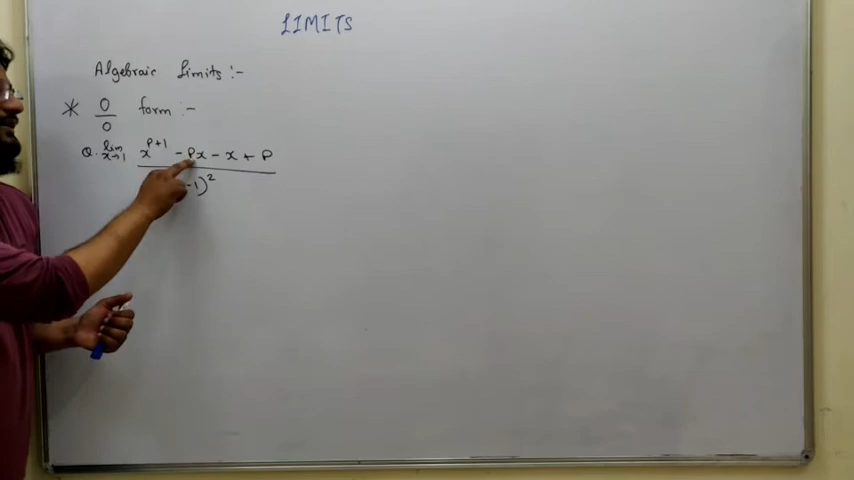 LIMITS
Algebraic Limits :-
* 0/0 form :-
Q. lim x→1 x^{P+1} - Px - x + P
-1)^2